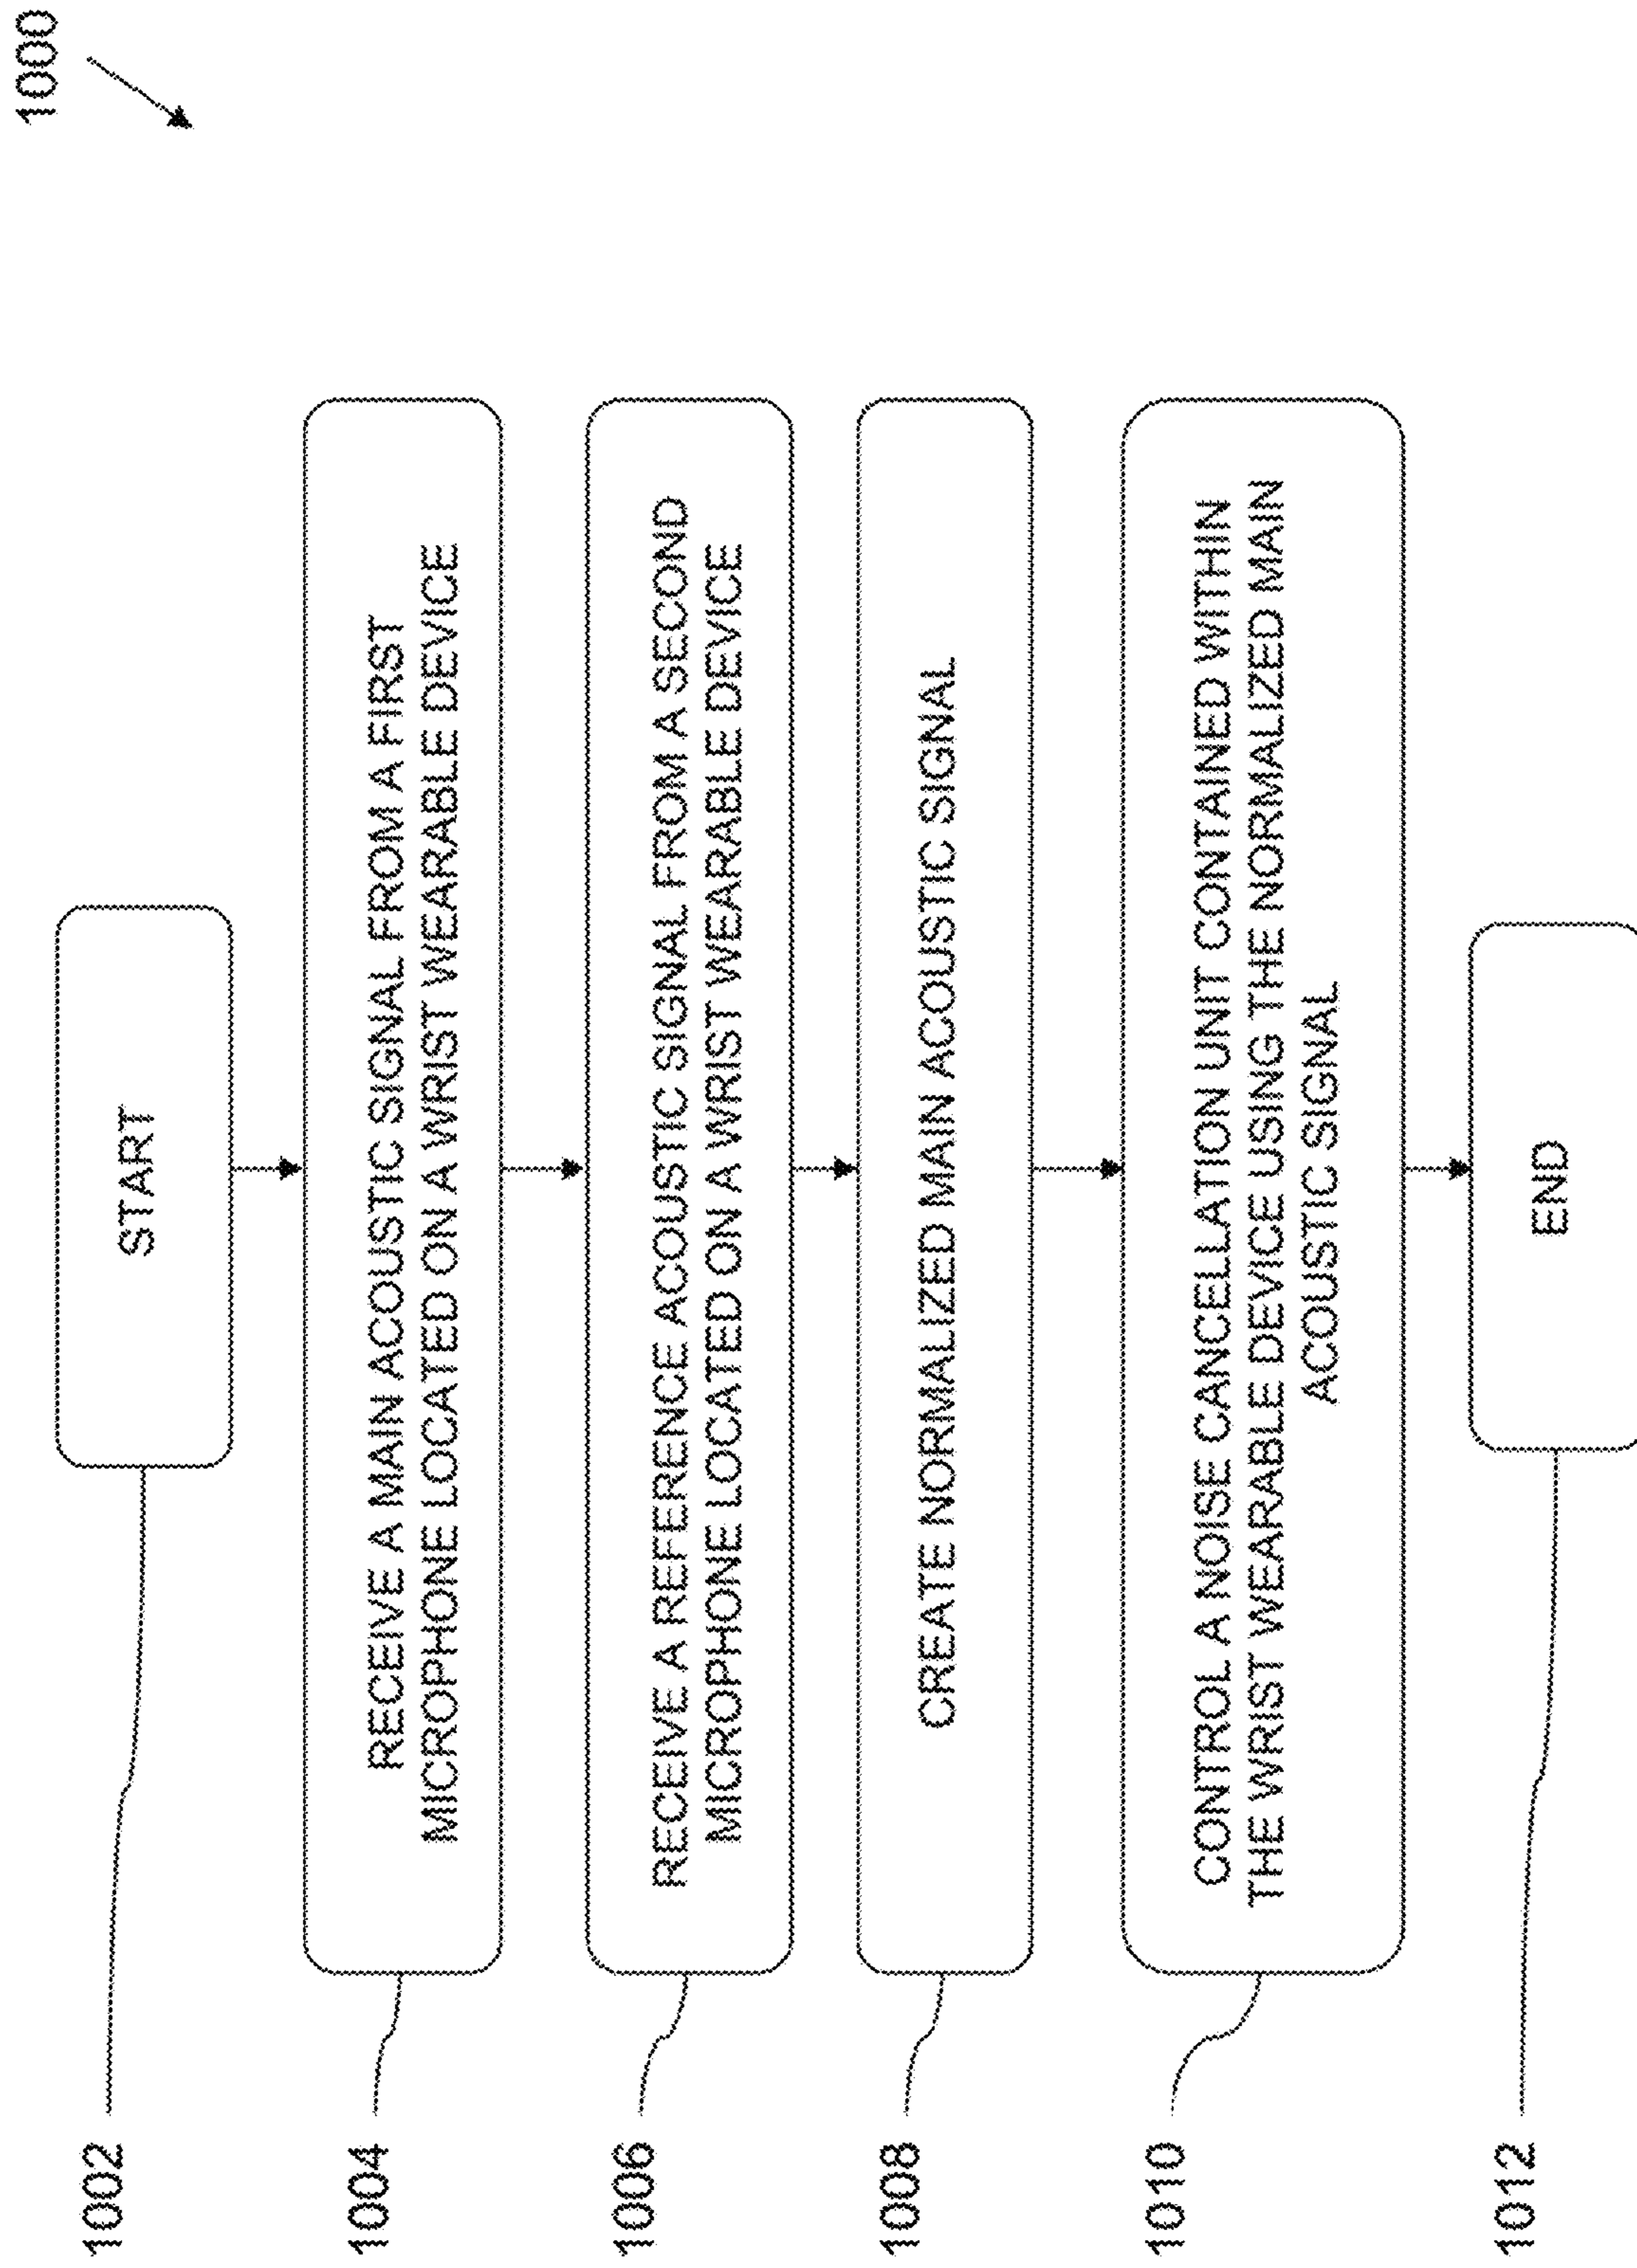 1000
1002
START
1004
RECEIVE A MAIN ACOUSTIC SIGNAL FROM A FIRST
MICROPHONE LOCATED ON A WRIST WEARABLE DEVICE
1006
RECEIVE A REFERENCE ACOUSTIC SIGNAL FROM A SECOND
MICROPHONE LOCATED ON A WRIST WEARABLE DEVICE
1008
CREATE NORMALIZED MAIN ACOUSTIC SIGNAL
1010
CONTROL A NOISE CANCELLATION UNIT CONTAINED WITHIN
THE WRIST WEARABLE DEVICE USING THE NORMALIZED MAIN
ACOUSTIC SIGNAL
1012
END